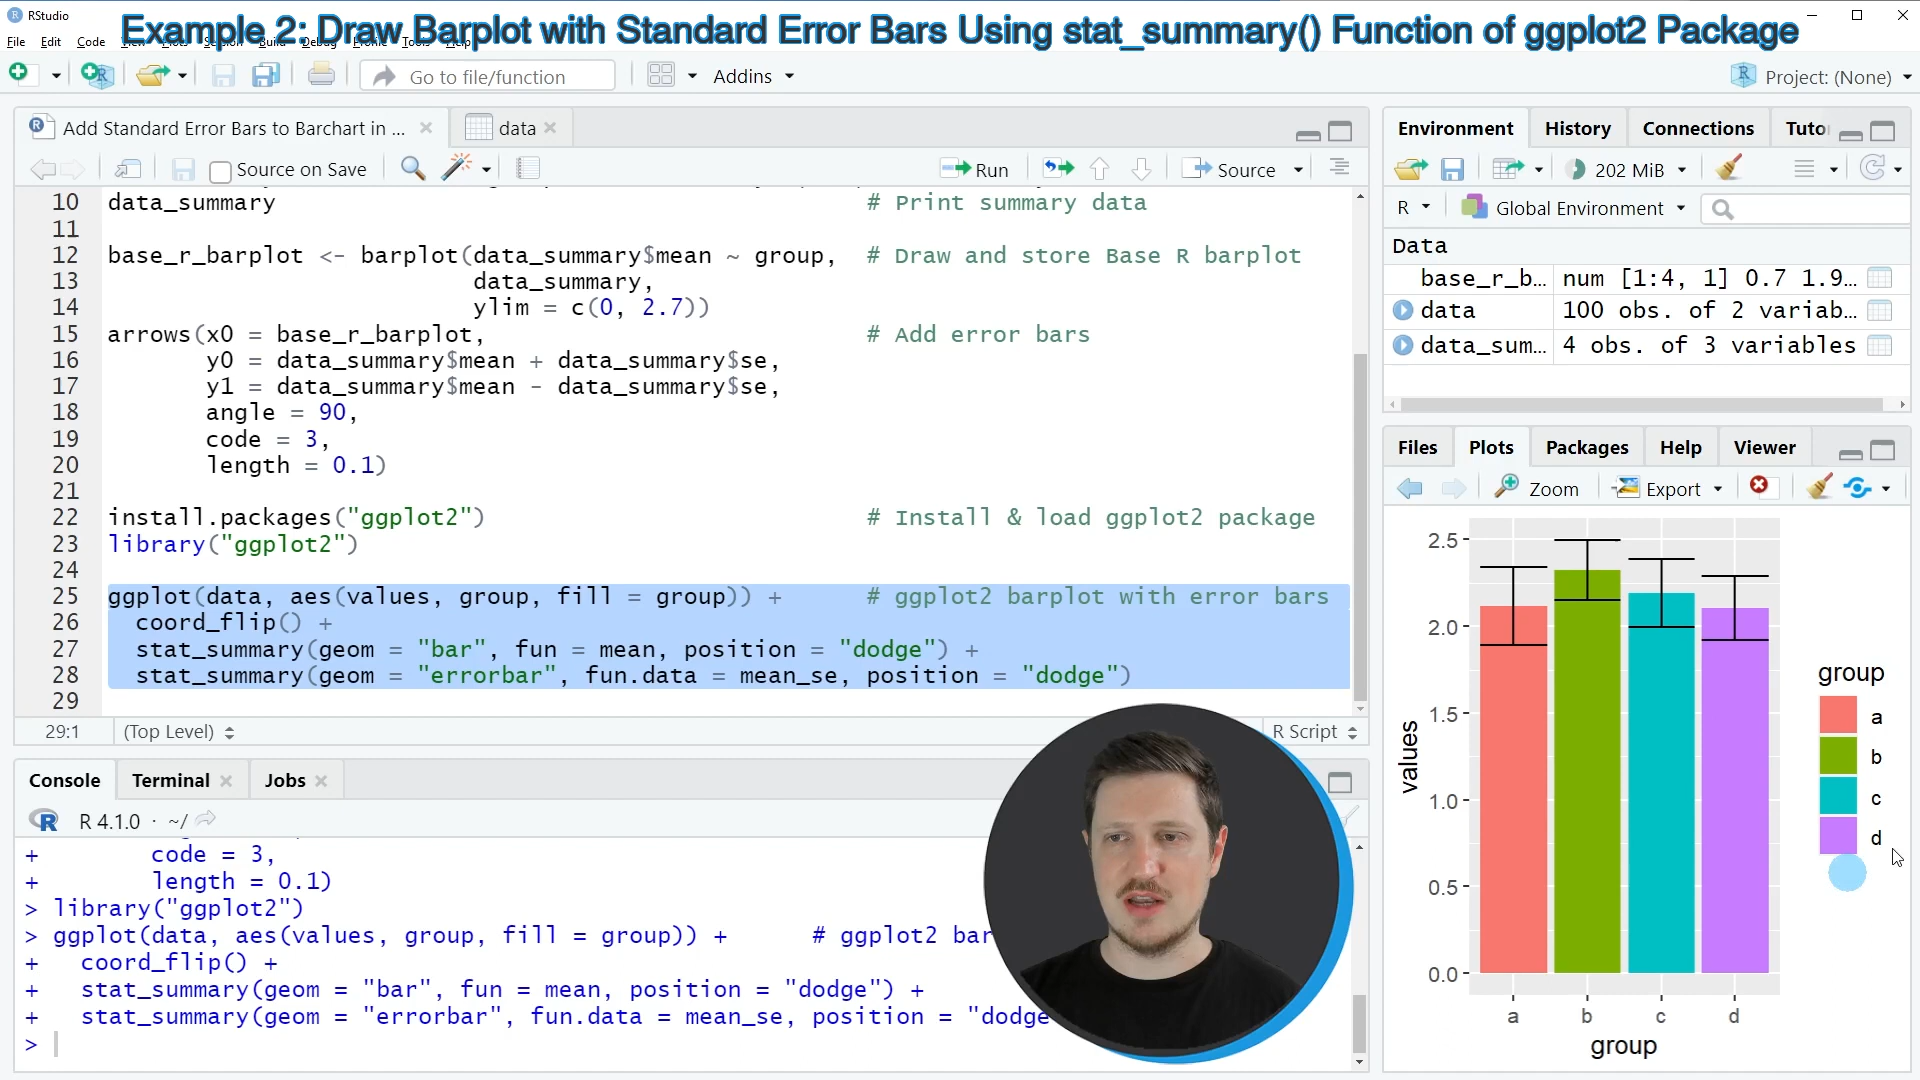 RStudio
Example 2: Draw Barplot with Standard Error Bars Using stat_summary() Function of ggplot2 Package
File Edit Code View Plots Session Build Debug Profile Tools Help
Go to file/function
Addins
Project: (None)
Add Standard Error Bars to Barchart in ...
data
Source on Save
Run
Source
10 data_summary # Print summary data
11
12 base_r_barplot <- barplot(data_summary$mean ~ group, # Draw and store Base R barplot
13 data_summary,
14 ylim = c(0, 2.7))
15 arrows(x0 = base_r_barplot, # Add error bars
16 y0 = data_summary$mean + data_summary$se,
17 y1 = data_summary$mean - data_summary$se,
18 angle = 90,
19 code = 3,
20 length = 0.1)
21
22 install.packages("ggplot2") # Install & load ggplot2 package
23 library("ggplot2")
24
25 ggplot(data, aes(values, group, fill = group)) + # ggplot2 barplot with error bars
26 coord_flip() +
27 stat_summary(geom = "bar", fun = mean, position = "dodge") +
28 stat_summary(geom = "errorbar", fun.data = mean_se, position = "dodge")
29
29:1 (Top Level) R Script
Console Terminal Jobs
R 4.1.0 · ~/
+ code = 3,
+ length = 0.1)
> library("ggplot2")
> ggplot(data, aes(values, group, fill = group)) + # ggplot2 bar
+ coord_flip() +
+ stat_summary(geom = "bar", fun = mean, position = "dodge") +
+ stat_summary(geom = "errorbar", fun.data = mean_se, position = "dodge
>
Environment History Connections Tuto
202 MiB
R Global Environment
Data
base_r_b... num [1:4, 1] 0.7 1.9...
data 100 obs. of 2 variab...
data_sum... 4 obs. of 3 variables
Files Plots Packages Help Viewer
Zoom Export
2.5
2.0
1.5
1.0
0.5
0.0
values
a b c d
group
group
a
b
c
d